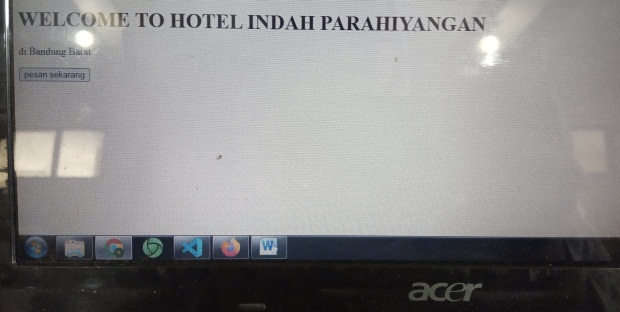 WELCOME TO HOTEL INDAH PARAHIYANGAN
di Bandung Barat
pesan sekarang
W
acer